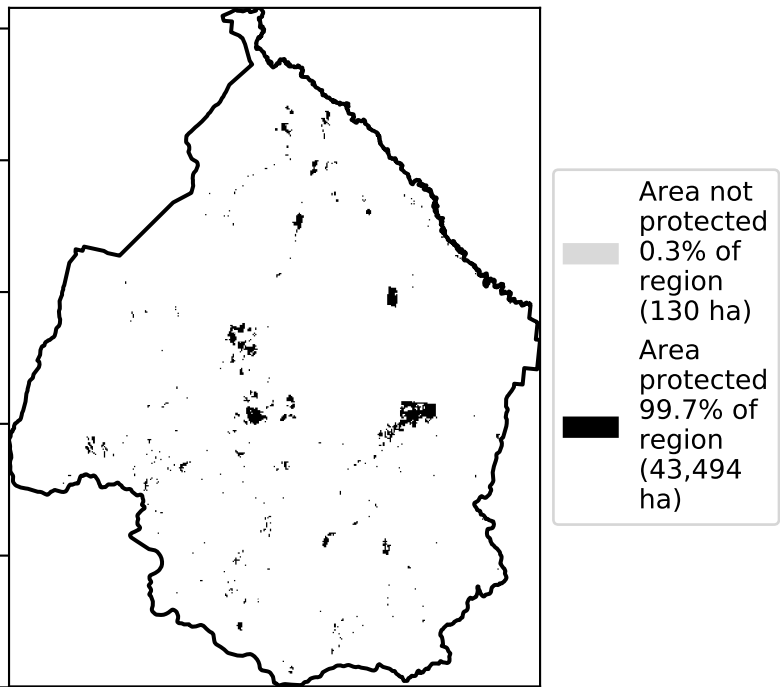 Area not
protected
0.3% of
region
(130 ha)
Area
protected
99.7% of
region
(43,494
ha)